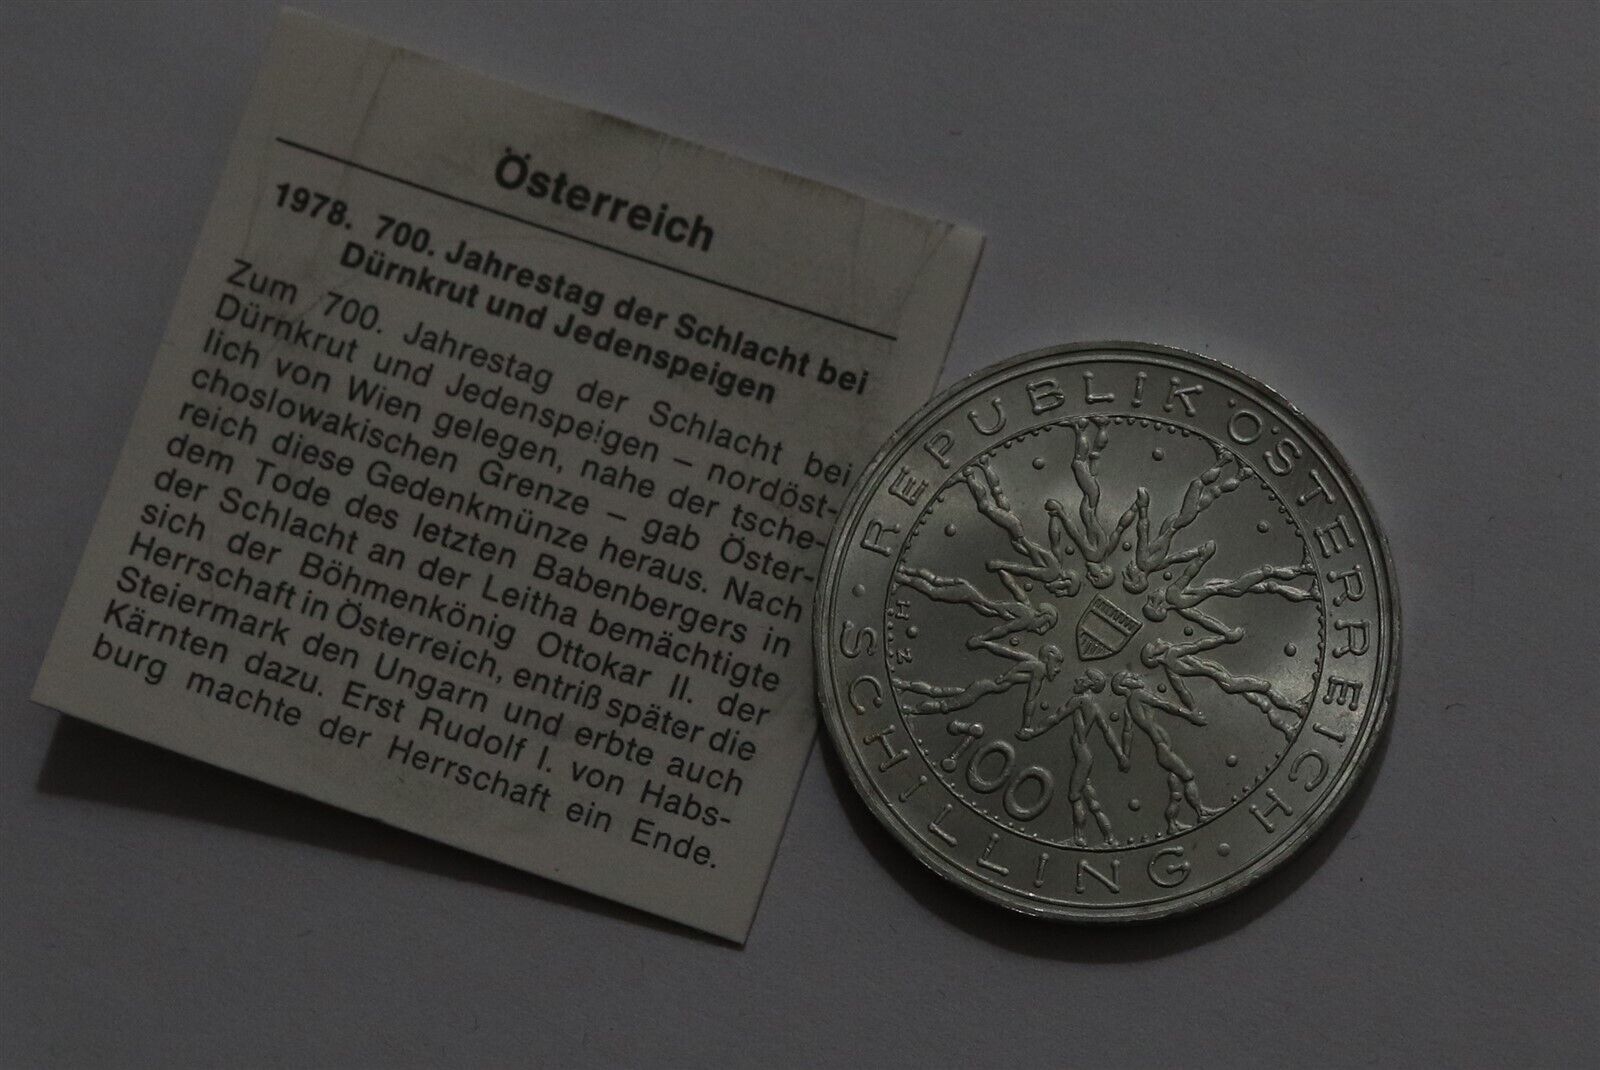 Österreich
1978. 700. Jahrestag der Schlacht bei
Dürnkrut und Jedenspeigen
Zum 700. Jahrestag der Schlacht bei
Dürnkrut und Jedenspeigen – nordöst-
lich von Wien gelegen, nahe der tsche-
choslowakischen Grenze – gab Öster-
reich diese Gedenkmünze heraus. Nach
dem Tode des letzten Babenbergers in
der Schlacht an der Leitha bemächtigte
sich der Böhmenkönig Ottokar II. der
Herrschaft in Österreich, entriß später die
Steiermark den Ungarn und erbte auch
Kärnten dazu. Erst Rudolf I. von Habs-
burg machte der Herrschaft ein Ende.
· REPUBLIK ÖSTERREICH ·
SCHILLING
100
HZ